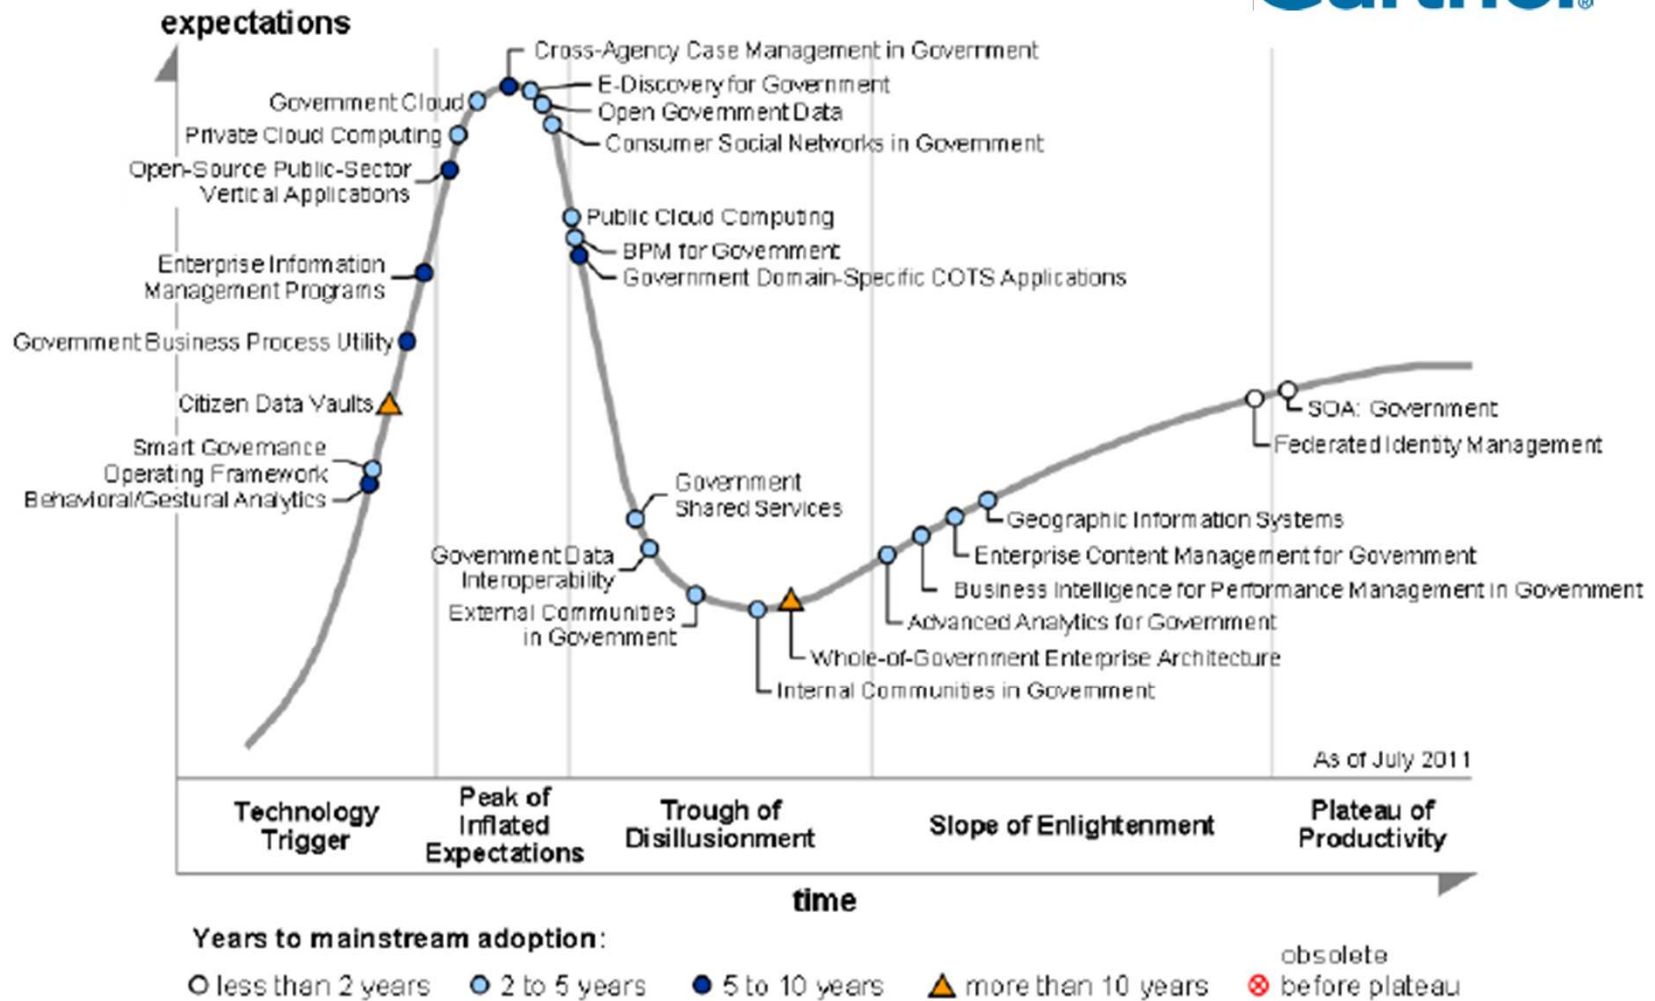 expectations
Cross-Agency Case Management in Government
E-Discovery for Government
Government Cloud
Open Government Data
Private Cloud Computing
Consumer Social Networks in Government
Open-Source Public-Sector
Vertical Applications
Public Cloud Computing
BPM for Government
Enterprise Information
Management Programs
Government Domain-Specific COTS Applications
Government Business Process Utility
Citizen Data Vaults
SOA: Government
Federated Identity Management
Smart Governance
Operating Framework
Behavioral/Gestural Analytics
Government
Shared Services
Geographic Information Systems
Government Data
Interoperability
Enterprise Content Management for Government
Business Intelligence for Performance Management in Government
External Communities
in Government
Advanced Analytics for Government
Whole-of-Government Enterprise Architecture
Internal Communities in Government
As of July 2011
Technology
Trigger
Peak of
Inflated
Expectations
Trough of
Disillusionment
Slope of Enlightenment
Plateau of
Productivity
time
Years to mainstream adoption:
less than 2 years
2 to 5 years
5 to 10 years
more than 10 years
obsolete
before plateau